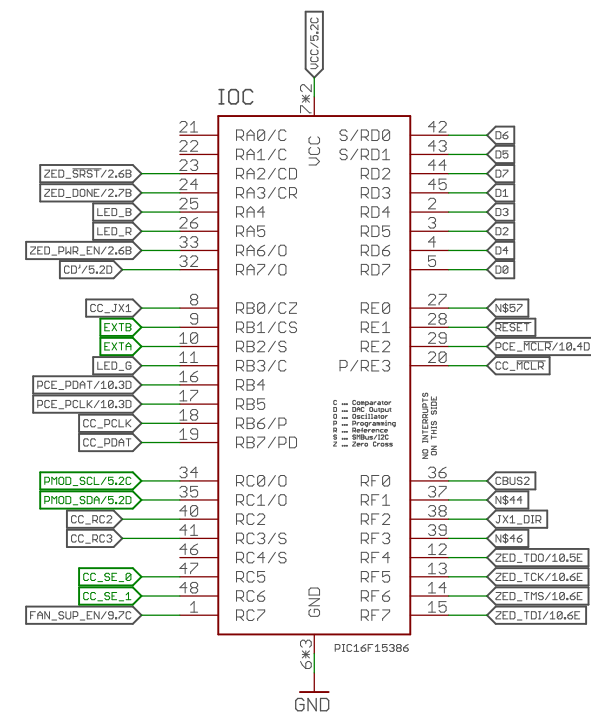 VCC/5.2C
7*2
IOC
VCC
21 RA0/C S/RD0 42 D6
22 RA1/C S/RD1 43 D5
ZED_SRST/2.6B 23 RA2/CD RD2 44 D7
ZED_DONE/2.7B 24 RA3/CR RD3 45 D1
LED_B 25 RA4 RD4 2 D3
LED_R 26 RA5 RD5 3 D2
ZED_PWR_EN/2.6B 33 RA6/O RD6 4 D4
CD'/5.2D 32 RA7/O RD7 5 D0
CC_JX1 8 RB0/CZ RE0 27 N$57
EXTB 9 RB1/CS RE1 28 RESET
EXTA 10 RB2/S RE2 29 PCE_MCLR/10.4D
LED_G 11 RB3/C P/RE3 20 CC_MCLR
PCE_PDAT/10.3D 16 RB4
PCE_PCLK/10.3D 17 RB5
CC_PCLK 18 RB6/P
CC_PDAT 19 RB7/PD
C - Comparator
D - DAC Output
O - Oscillator
P - Programming
R - Reference
S - SMBus/I2C
Z - Zero Cross
NO INTERRUPTS
ON THIS SIDE
PMOD_SCL/5.2C 34 RC0/O RF0 36 CBUS2
PMOD_SDA/5.2D 35 RC1/O RF1 37 N$44
CC_RC2 40 RC2 RF2 38 JX1_DIR
CC_RC3 41 RC3/S RF3 39 N$46
46 RC4/S RF4 12 ZED_TDO/10.5E
CC_SE_0 47 RC5 RF5 13 ZED_TCK/10.6E
CC_SE_1 48 RC6 RF6 14 ZED_TMS/10.6E
FAN_SUP_EN/9.7C 1 RC7 RF7 15 ZED_TDI/10.6E
GND
6*3
PIC16F15386
GND